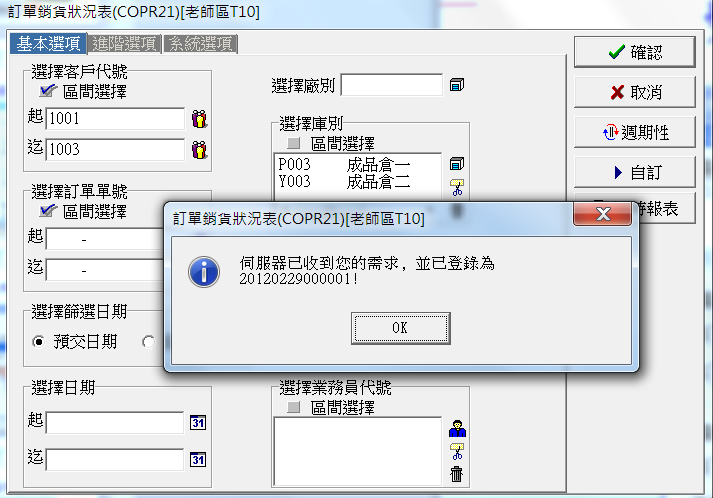 訂單銷貨狀況表(COPR21)[老師區T10]
基本選項 進階選項 系統選項
選擇客戶代號
區間選擇
起 1001
迄 1003
選擇訂單單號
區間選擇
起 -
迄 -
選擇篩選日期
預交日期
選擇日期
起 31
迄 31
選擇廠別
選擇庫別
區間選擇
P003 成品倉一
Y003 成品倉二
選擇業務員代號
區間選擇
確認
取消
週期性
自訂
時報表
訂單銷貨狀況表(COPR21)[老師區T10]
伺服器已收到您的需求, 並已登錄為
20120229000001!
OK